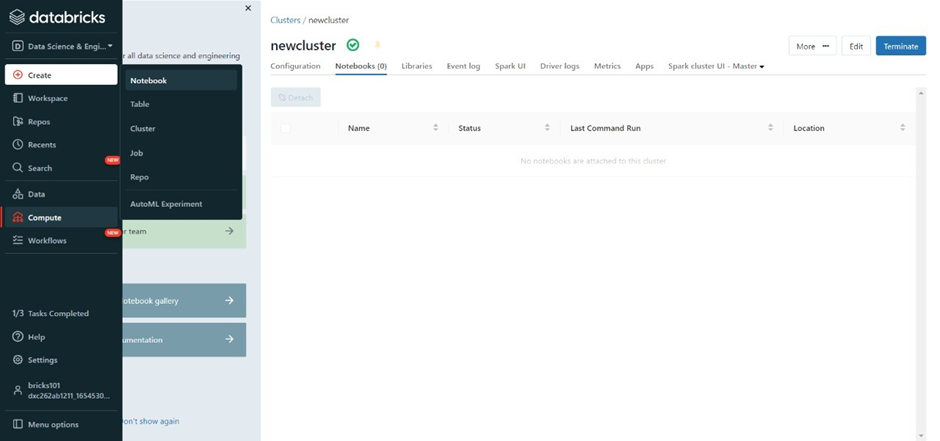 databricks
Data Science & Engi...
Create
Workspace
Repos
Recents
Search
NEW
Data
Compute
Workflows
NEW
1/3 Tasks Completed
Help
Settings
bricks101
dxc262ab1211_1654530...
Menu options
Notebook
Table
Cluster
Job
Repo
AutoML Experiment
r all data science and engineering
r team
otebook gallery
umentation
on't show again
Clusters / newcluster
newcluster
More
Edit
Terminate
Configuration
Notebooks (0)
Libraries
Event log
Spark UI
Driver logs
Metrics
Apps
Spark cluster UI - Master
Detach
Name
Status
Last Command Run
Location
No notebooks are attached to this cluster